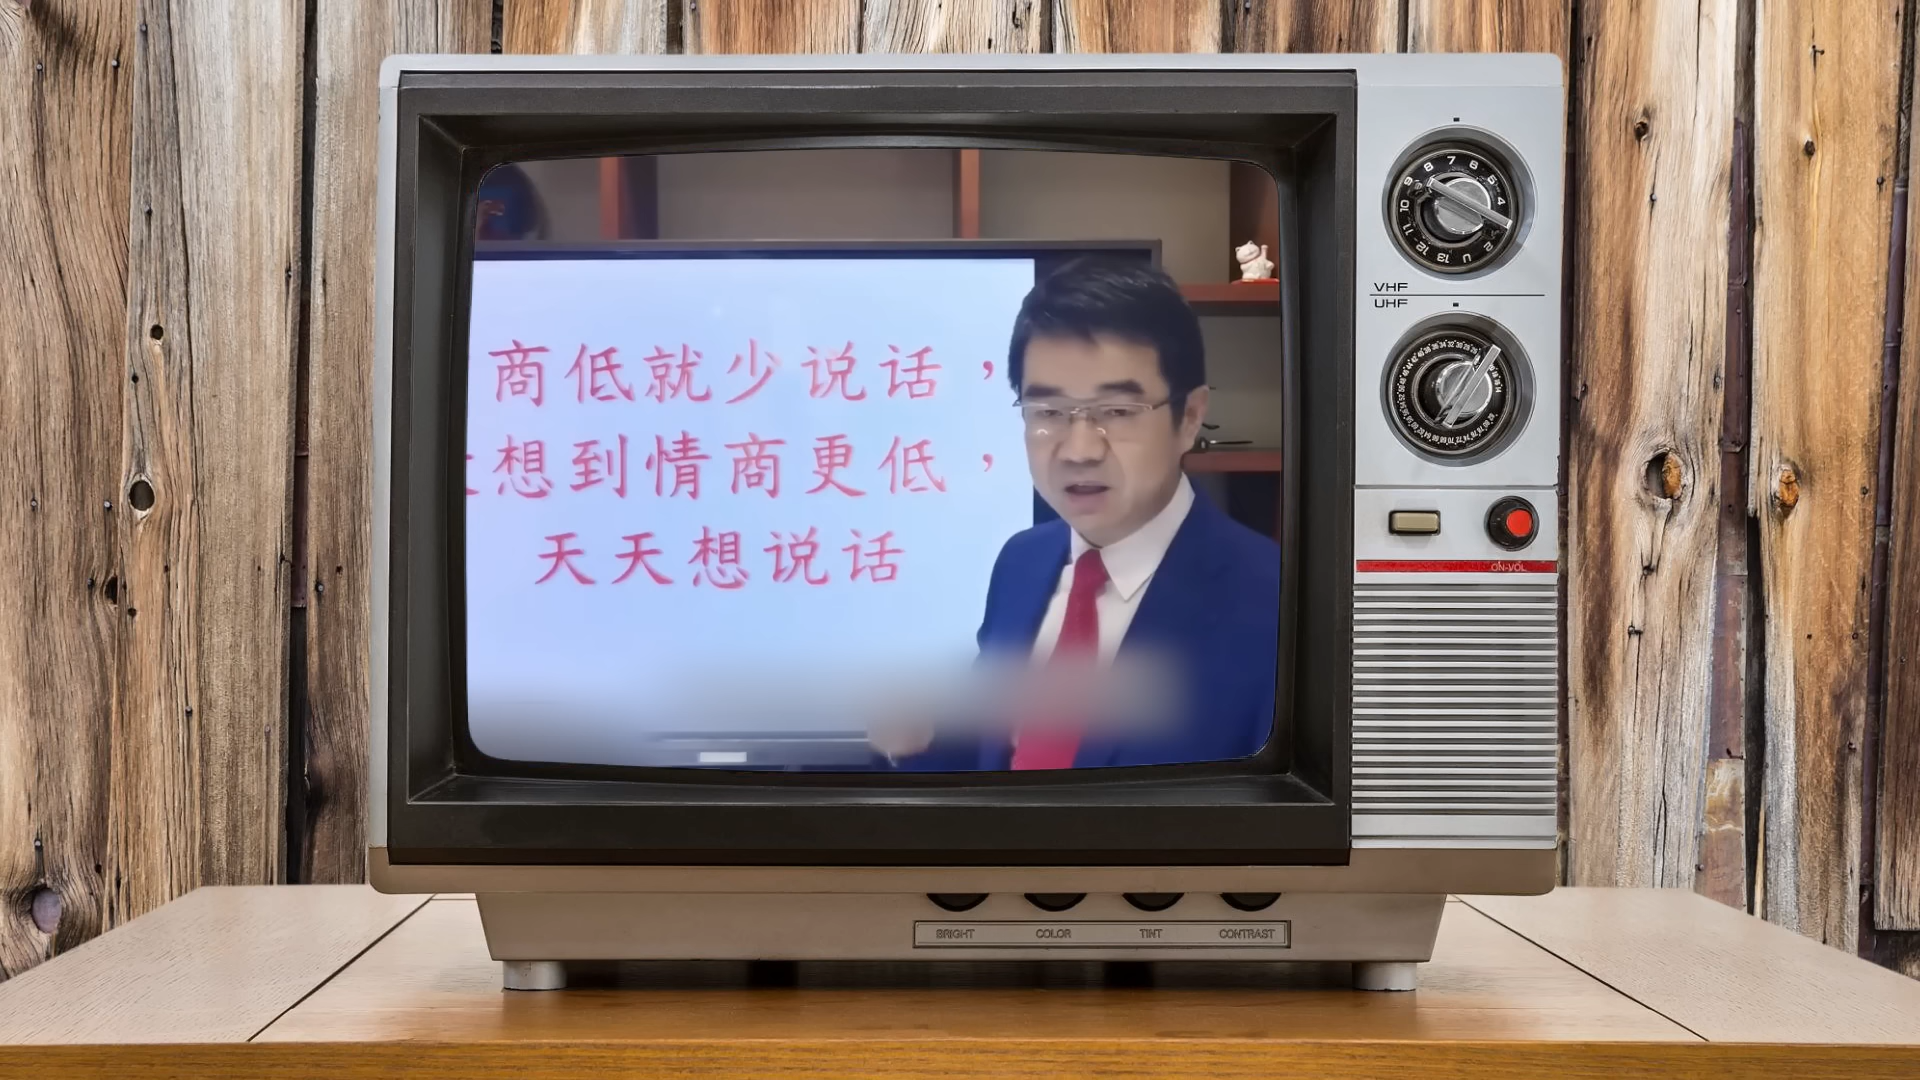 商低就少说话，
想到情商更低，
天天想说话
VHF
UHF
ON-VOL
BRIGHT COLOR TINT CONTRAST